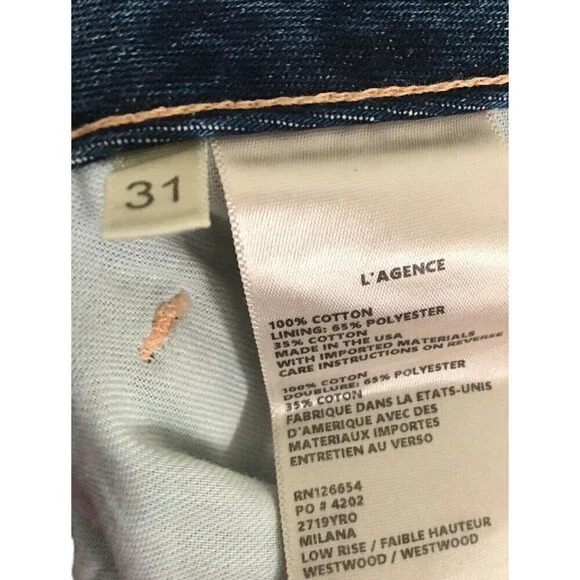 31
L'AGENCE
100% COTTON
LINING: 65% POLYESTER
35% COTTON
MADE IN THE USA
WITH IMPORTED MATERIALS
CARE INSTRUCTIONS ON REVERSE
100% COTON
DOUBLURE: 65% POLYESTER
35% COTON
FABRIQUE DANS LA ETATS-UNIS
D'AMERIQUE AVEC DES
MATERIAUX IMPORTES
ENTRETIEN AU VERSO
RN126654
PO # 4202
2719YRO
MILANA
LOW RISE / FAIBLE HAUTEUR
WESTWOOD / WESTWOOD